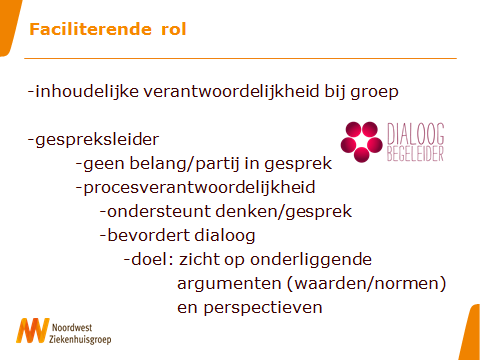 Faciliterende rol
-inhoudelijke verantwoordelijkheid bij groep
-gespreksleider
DIALOOG
BEGELEIDER
-geen belang/partij in gesprek
-procesverantwoordelijkheid
-ondersteunt denken/gesprek
-bevordert dialoog
-doel: zicht op onderliggende
argumenten (waarden/normen)
en perspectieven
Noordwest
Ziekenhuisgroep